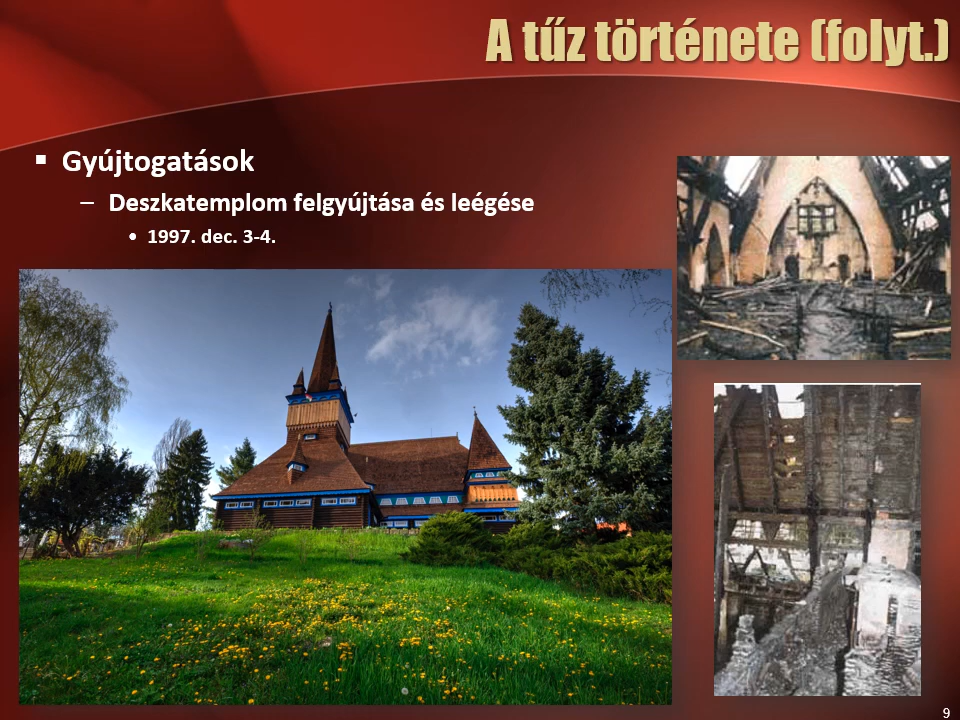 A tűz története (folyt.)
Gyújtogatások
– Deszkatemplom felgyújtása és leégése
• 1997. dec. 3-4.
9